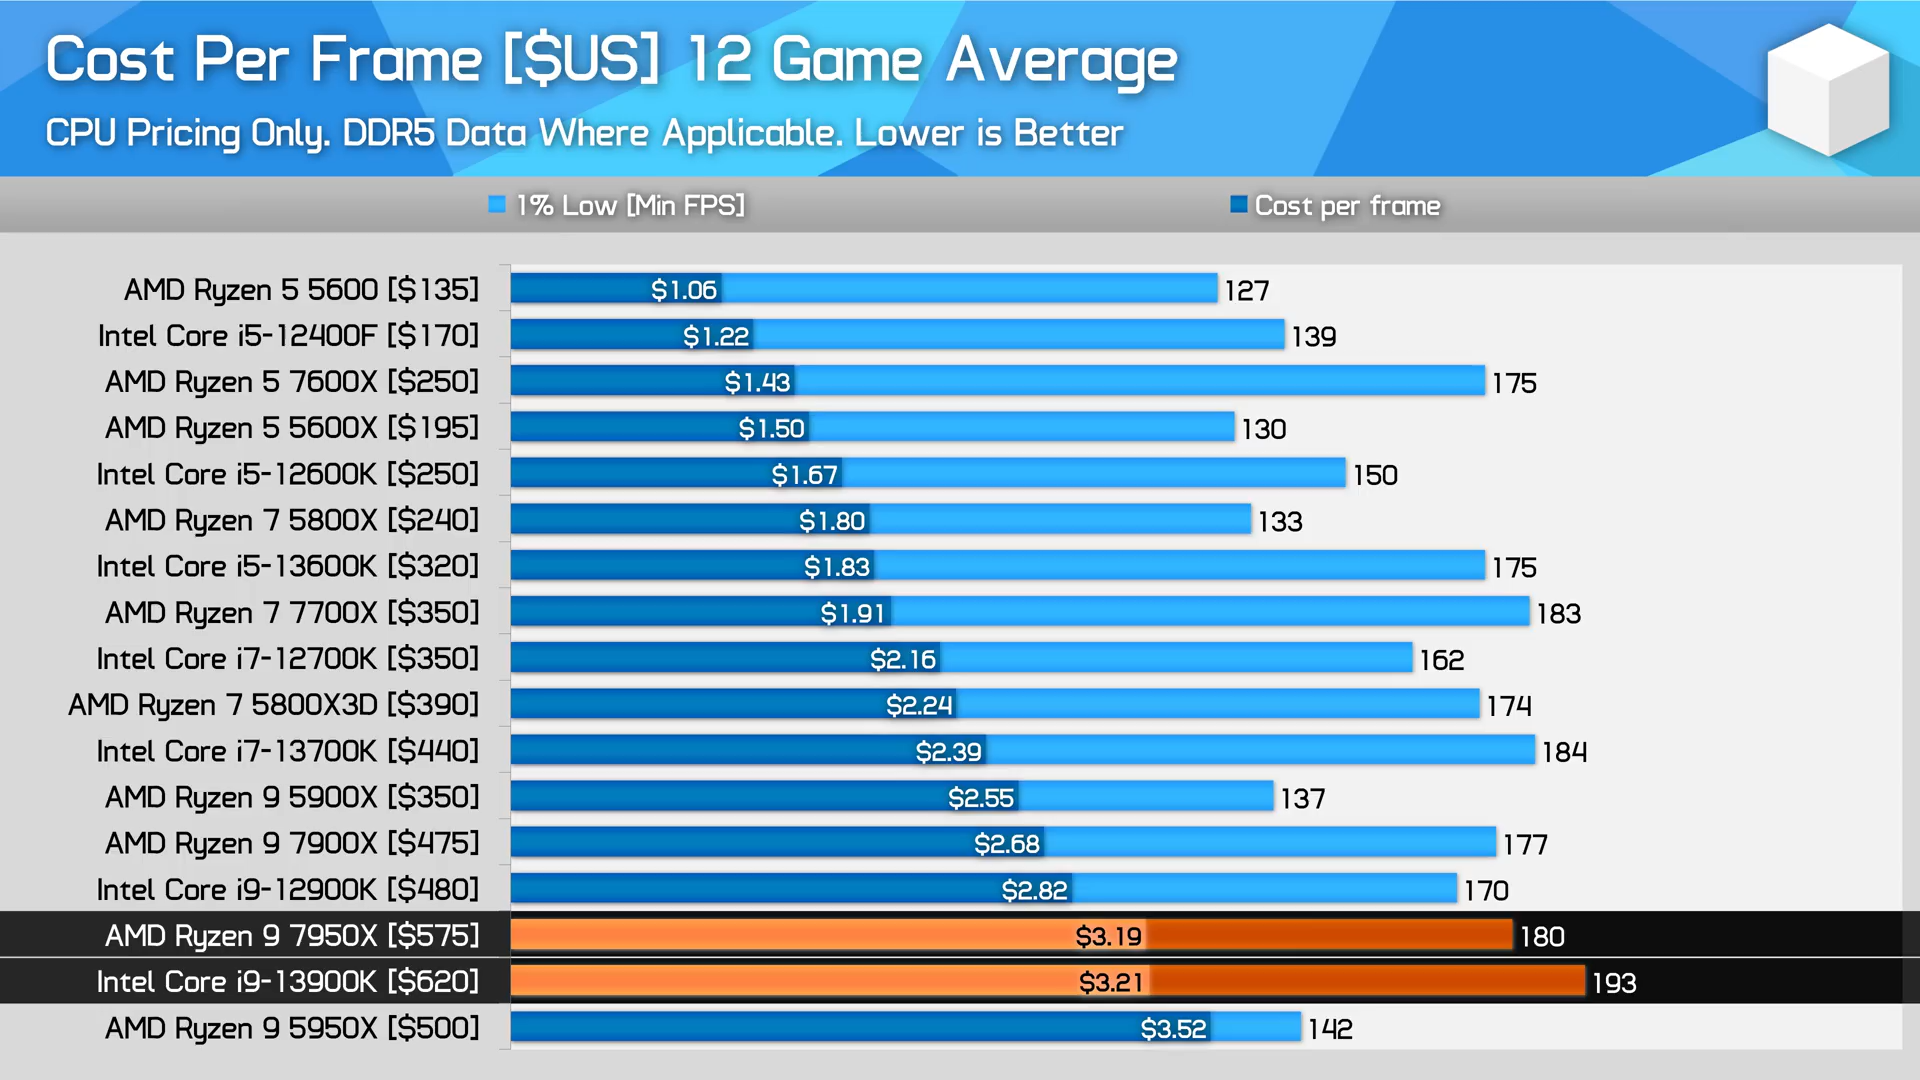 Cost Per Frame [$US] 12 Game Average
CPU Pricing Only. DDR5 Data Where Applicable. Lower is Better
1% Low [Min FPS] Cost per frame
AMD Ryzen 5 5600 [$135] $1.06 127
Intel Core i5-12400F [$170] $1.22 139
AMD Ryzen 5 7600X [$250] $1.43 175
AMD Ryzen 5 5600X [$195] $1.50 130
Intel Core i5-12600K [$250] $1.67 150
AMD Ryzen 7 5800X [$240] $1.80 133
Intel Core i5-13600K [$320] $1.83 175
AMD Ryzen 7 7700X [$350] $1.91 183
Intel Core i7-12700K [$350] $2.16 162
AMD Ryzen 7 5800X3D [$390] $2.24 174
Intel Core i7-13700K [$440] $2.39 184
AMD Ryzen 9 5900X [$350] $2.55 137
AMD Ryzen 9 7900X [$475] $2.68 177
Intel Core i9-12900K [$480] $2.82 170
AMD Ryzen 9 7950X [$575] $3.19 180
Intel Core i9-13900K [$620] $3.21 193
AMD Ryzen 9 5950X [$500] $3.52 142